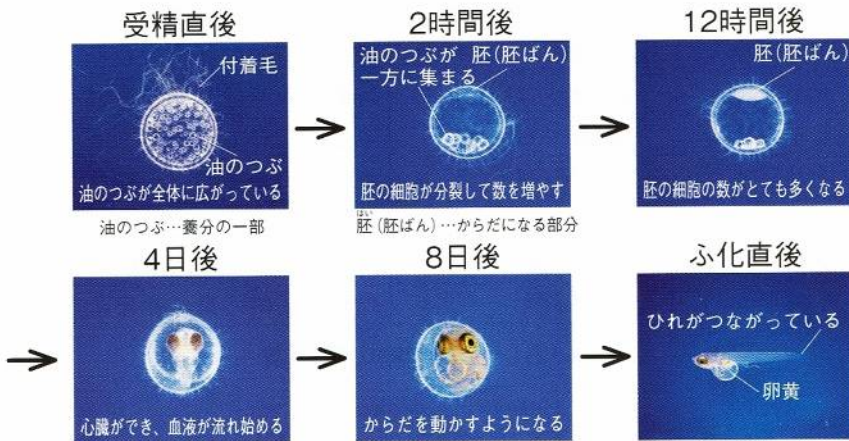 受精直後
付着毛
油のつぶ
油のつぶが全体に広がっている
油のつぶ…養分の一部
2時間後
油のつぶが
一方に集まる
胚(胚ばん)
胚の細胞が分裂して数を増やす
はい
胚(胚ばん)…からだになる部分
12時間後
胚(胚ばん)
胚の細胞の数がとても多くなる
4日後
心臓ができ、血液が流れ始める
8日後
からだを動かすようになる
ふ化直後
ひれがつながっている
卵黄